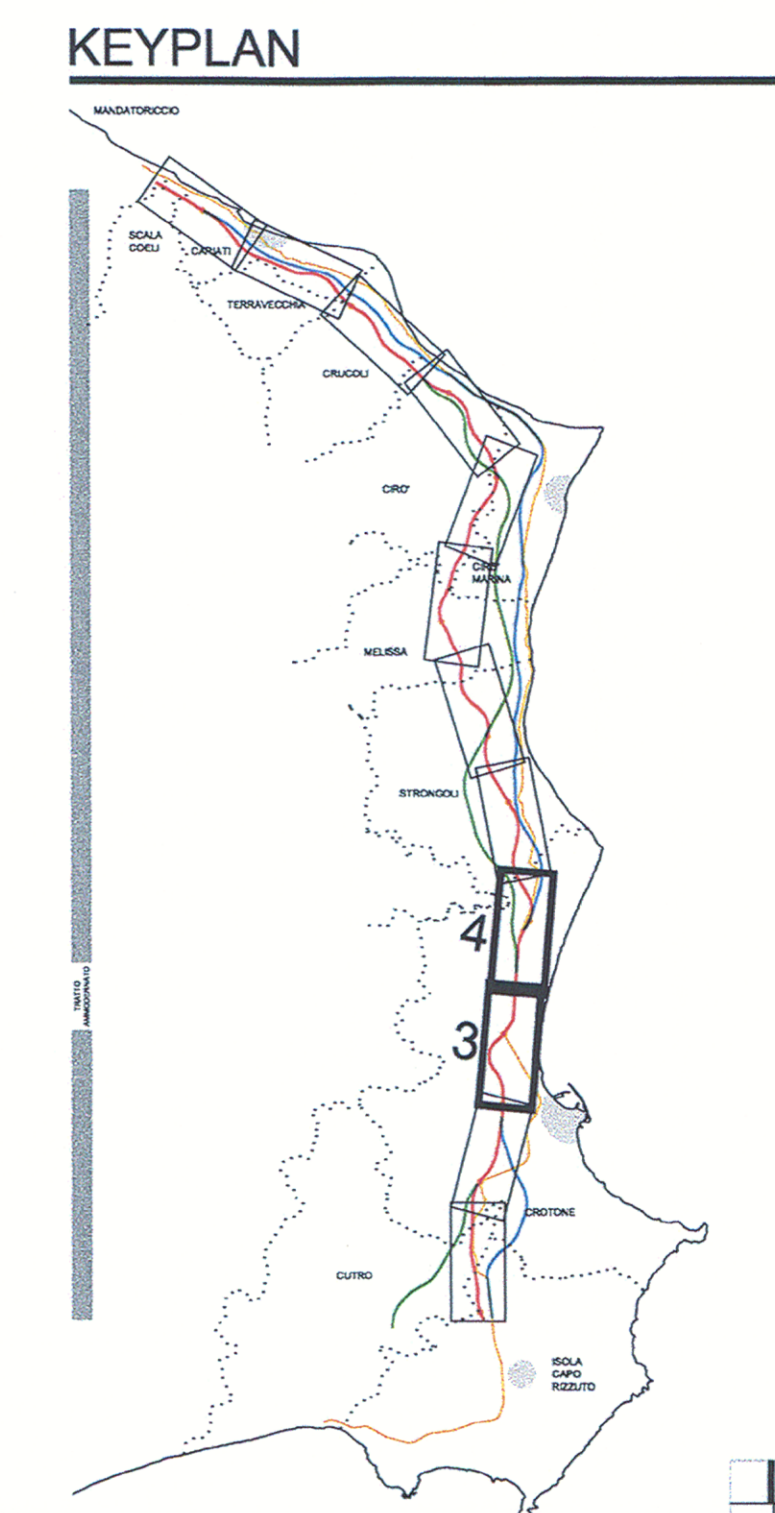 KEYPLAN
MANDATORICCIO
SCALA
COELI
CARIATI
TERRAVECCHIA
CRUCOLI
CIRO'
CIRO'
MARINA
MELISSA
STRONGOLI
4
TRATTO
AMMODERNATO
3
CROTONE
CUTRO
ISOLA
CAPO
RIZZUTO